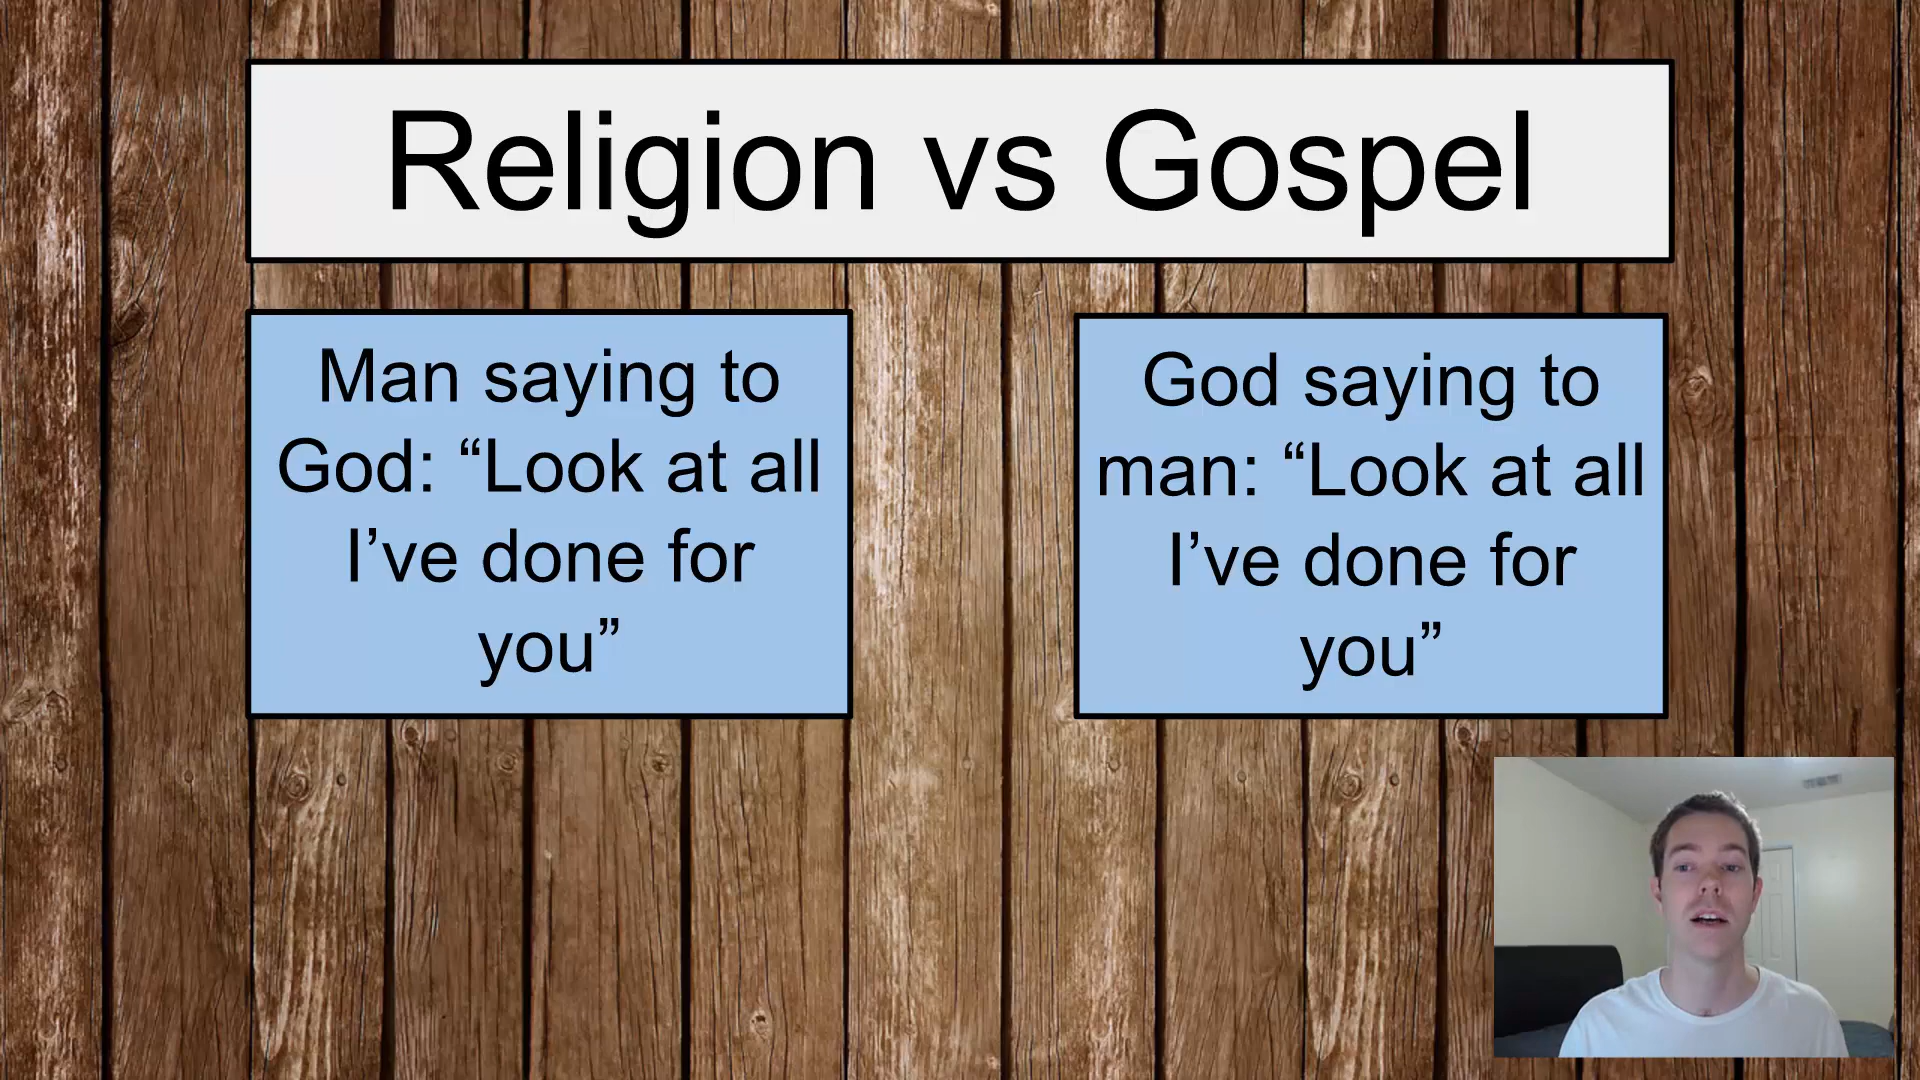 Religion vs Gospel
Man saying to
God: “Look at all
I’ve done for
you”
God saying to
man: “Look at all
I’ve done for
you”